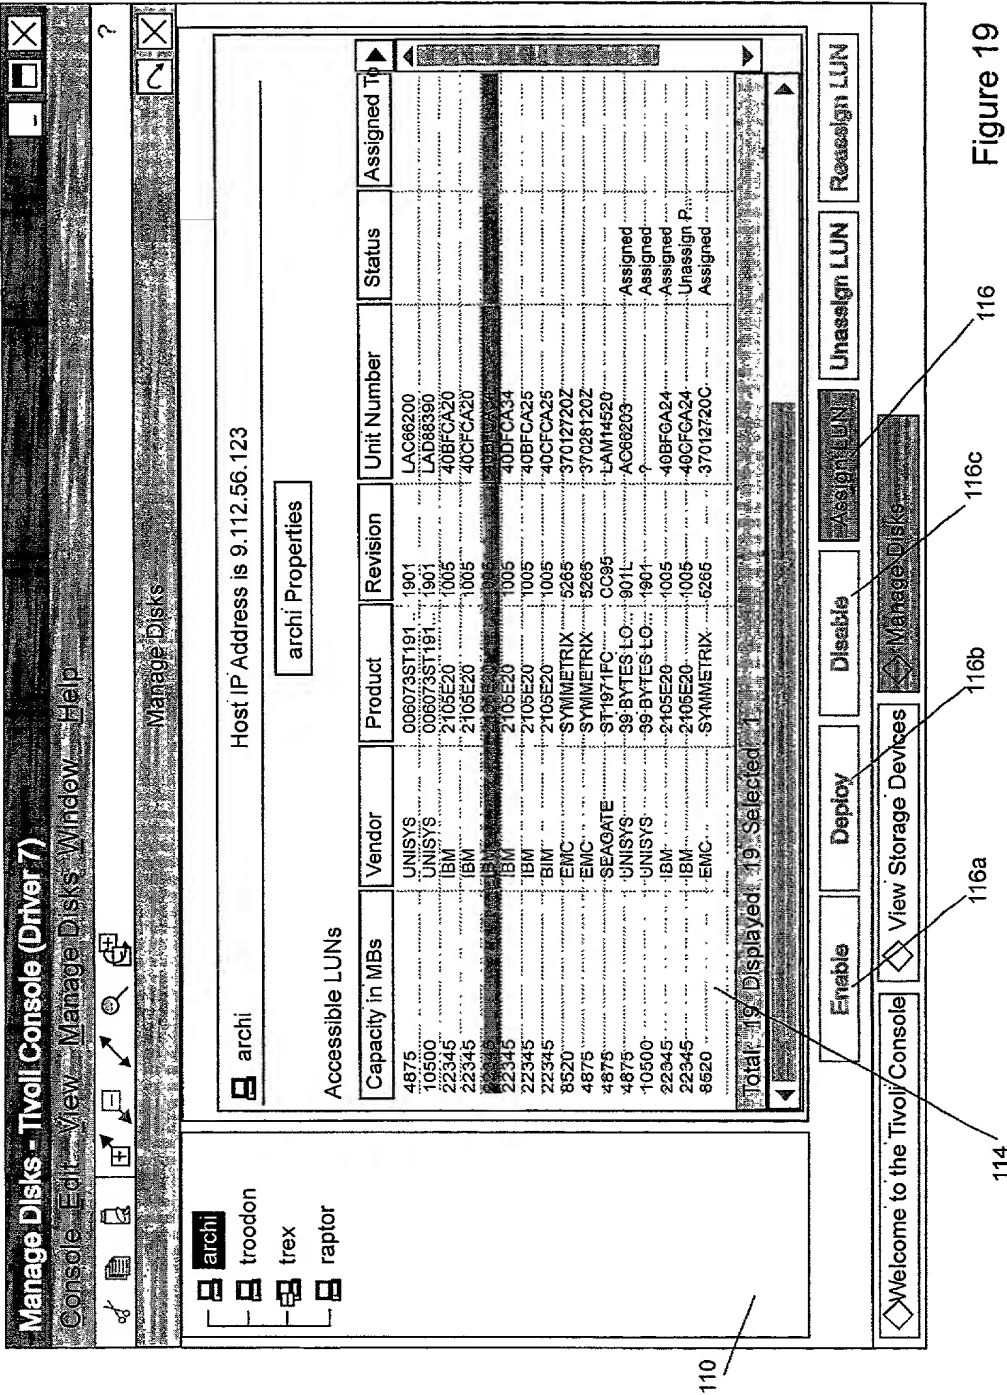 Manage Disks - Tivoli Console (Driver 7)
Console Edit View Manage Disks Window Help
?
Manage Disks
archi
troodon
trex
raptor
archi Host IP Address is 9.112.56.123
archi Properties
Accessible LUNs
Capacity in MBs Vendor Product Revision Unit Number Status Assigned To
4875 UNISYS 006073ST191... 1901 LAC66200
10500 UNISYS 006073ST191... 1901 LAD88390
22345 IBM 2105E20 1005 40BFCA20
22345 IBM 2105E20 1005 40CFCA20
22345 IBM 2105E20 1005
22345 IBM 2105E20 1005 40DFCA34
22345 IBM 2105E20 1005 40BFCA25
22345 BIM 2105E20 1005 40CFCA25
8520 EMC SYMMETRIX 5265 37012720Z
4875 EMC SYMMETRIX 5265 37028120Z
4875 SEAGATE ST1971FC CC95 LAM14520
4875 UNISYS 39 BYTES LO... 901L AC66203 Assigned
10500 UNISYS 39 BYTES LO... 1901 ? Assigned
22345 IBM 2105E20 1005 40BFCA24 Assigned
22345 IBM 2105E20 1005 40CFCA24 Unassign P...
8520 EMC SYMMETRIX 5265 37012720C Assigned
Total: 19 Displayed: 19 Selected: 1
Enable Deploy Disable Assign LUN Unassign LUN Reassign LUN
Welcome to the Tivoli Console View Storage Devices Manage Disks
110
114
116a
116b
116c
116
Figure 19